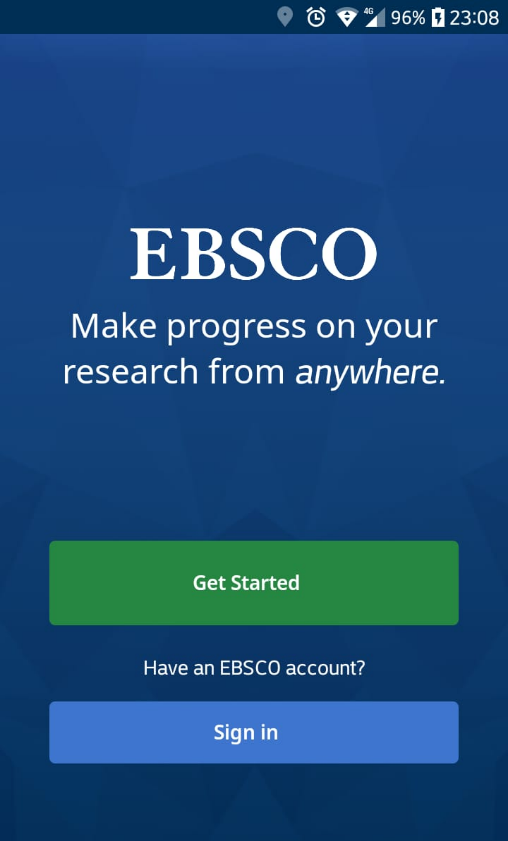 4G 96% 23:08
EBSCO
Make progress on your
research from anywhere.
Get Started
Have an EBSCO account?
Sign in